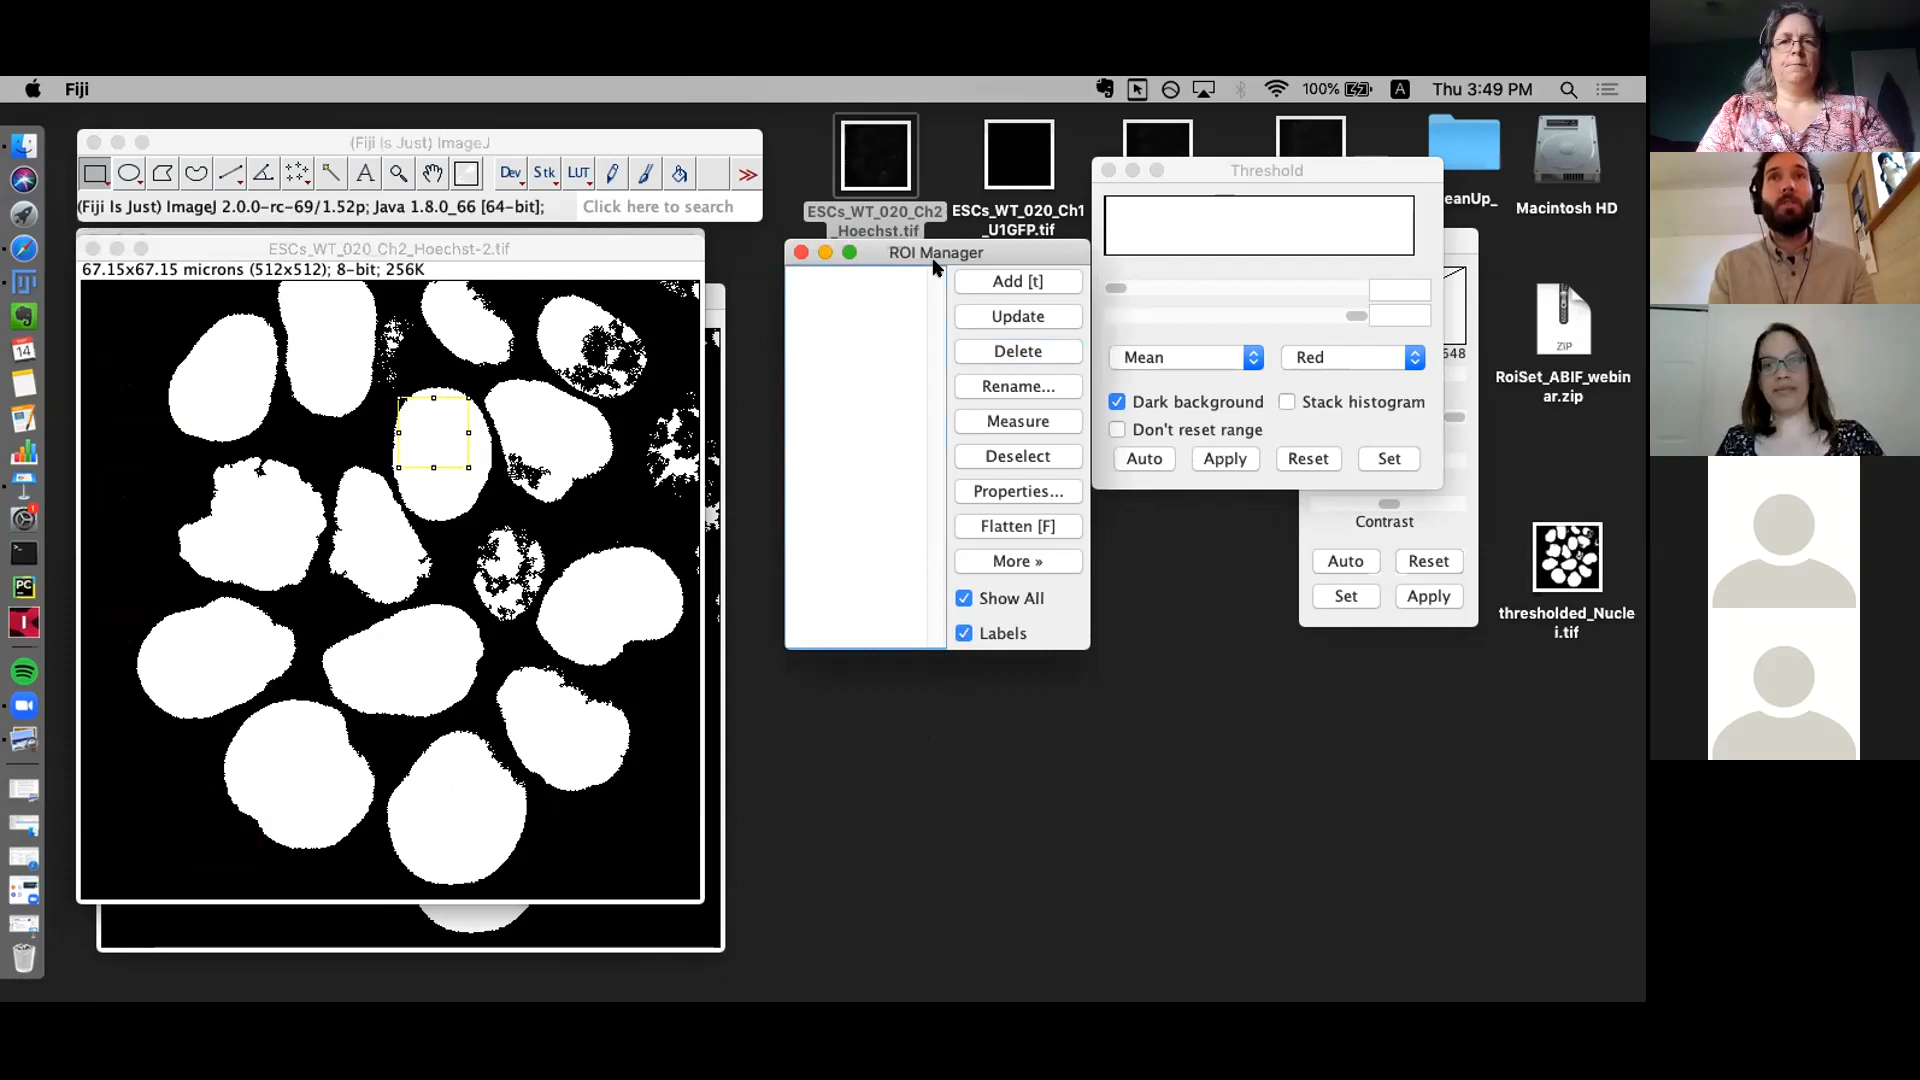 Fiji
100%
A
Thu 3:49 PM
(Fiji Is Just) ImageJ
A
Dev
Stk
LUT
(Fiji Is Just) ImageJ 2.0.0-rc-69/1.52p; Java 1.8.0_66 [64-bit];
Click here to search
ESCs_WT_020_Ch2_Hoechst-2.tif
67.15x67.15 microns (512x512); 8-bit; 256K
ESCs_WT_020_Ch2
_Hoechst.tif
ESCs_WT_020_Ch1
_U1GFP.tif
ROI Manager
Add [t]
Update
Delete
Rename...
Measure
Deselect
Properties...
Flatten [F]
More »
Show All
Labels
Threshold
Mean
Red
Dark background
Stack histogram
Don't reset range
Auto
Apply
Reset
Set
648
Contrast
Auto
Reset
Set
Apply
eanUp_
Macintosh HD
ZIP
RoiSet_ABIF_webin
ar.zip
thresholded_Nucle
i.tif
14
1
PC